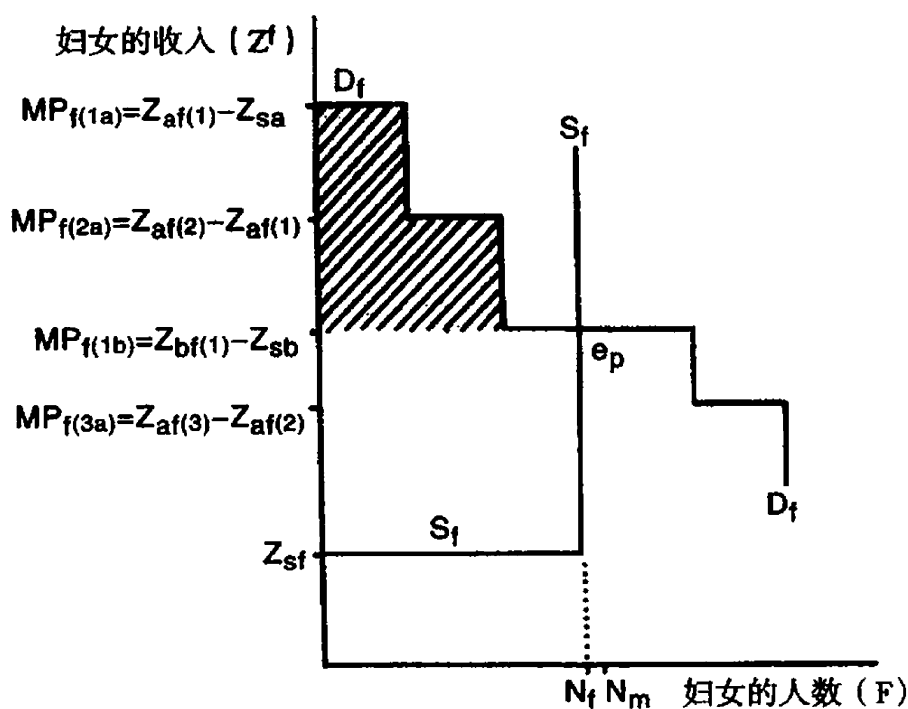 妇女的收入(Zᶠ)
D_f
MP_f(1a)=Z_af(1)−Z_sa
S_f
MP_f(2a)=Z_af(2)−Z_af(1)
MP_f(1b)=Z_bf(1)−Z_sb
e_p
MP_f(3a)=Z_af(3)−Z_af(2)
D_f
S_f
Z_sf
N_f N_m 妇女的人数(F)